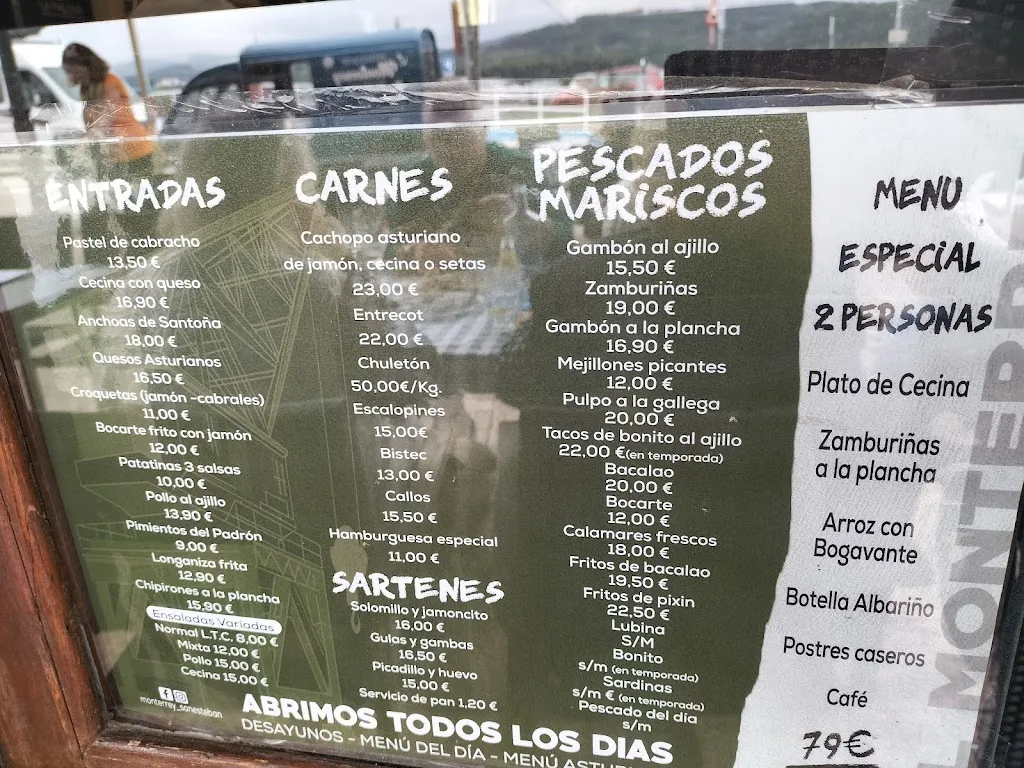 ENTRADAS
Pastel de cabracho
13,50 €
Cecina con queso
16,90 €
Anchoas de Santoña
18,00 €
Quesos Asturianos
16,50 €
Croquetas (jamón -cabrales)
11,00 €
Bocarte frito con jamón
12,00 €
Patatinas 3 salsas
10,00 €
Pollo al ajillo
13,90 €
Pimientos del Padrón
9,00 €
Longaniza frita
12,90 €
Chipirones a la plancha
15,90 €
Ensaladas Variadas
Normal L.T.C. 8,00 €
Mixta 12,00 €
Pollo 15,00 €
Cecina 15,00 €
monterrey_sanesteban
CARNES
Cachopo asturiano
de jamón, cecina o setas
23,00 €
Entrecot
22,00 €
Chuletón
50,00€/Kg.
Escalopines
15,00€
Bistec
13,00 €
Callos
15,50 €
Hamburguesa especial
11,00 €
SARTENES
Solomillo y jamoncito
16,00 €
Gulas y gambas
16,50 €
Picadillo y huevo
15,00 €
Servicio de pan 1,20 €
PESCADOS
MARISCOS
Gambón al ajillo
15,50 €
Zamburiñas
19,00 €
Gambón a la plancha
16,90 €
Mejillones picantes
12,00 €
Pulpo a la gallega
20,00 €
Tacos de bonito al ajillo
22,00 € (en temporada)
Bacalao
20,00 €
Bocarte
12,00 €
Calamares frescos
18,00 €
Fritos de bacalao
19,50 €
Fritos de pixin
22,50 €
Lubina
S/M
Bonito
s/m (en temporada)
Sardinas
s/m € (en temporada)
Pescado del día
s/m
ABRIMOS TODOS LOS DIAS
DESAYUNOS - MENÚ DEL DÍA - MENÚ ASTUR
MENU
ESPECIAL
2 PERSONAS
Plato de Cecina
Zamburiñas
a la plancha
Arroz con
Bogavante
Botella Albariño
Postres caseros
Café
79€
MONTERR